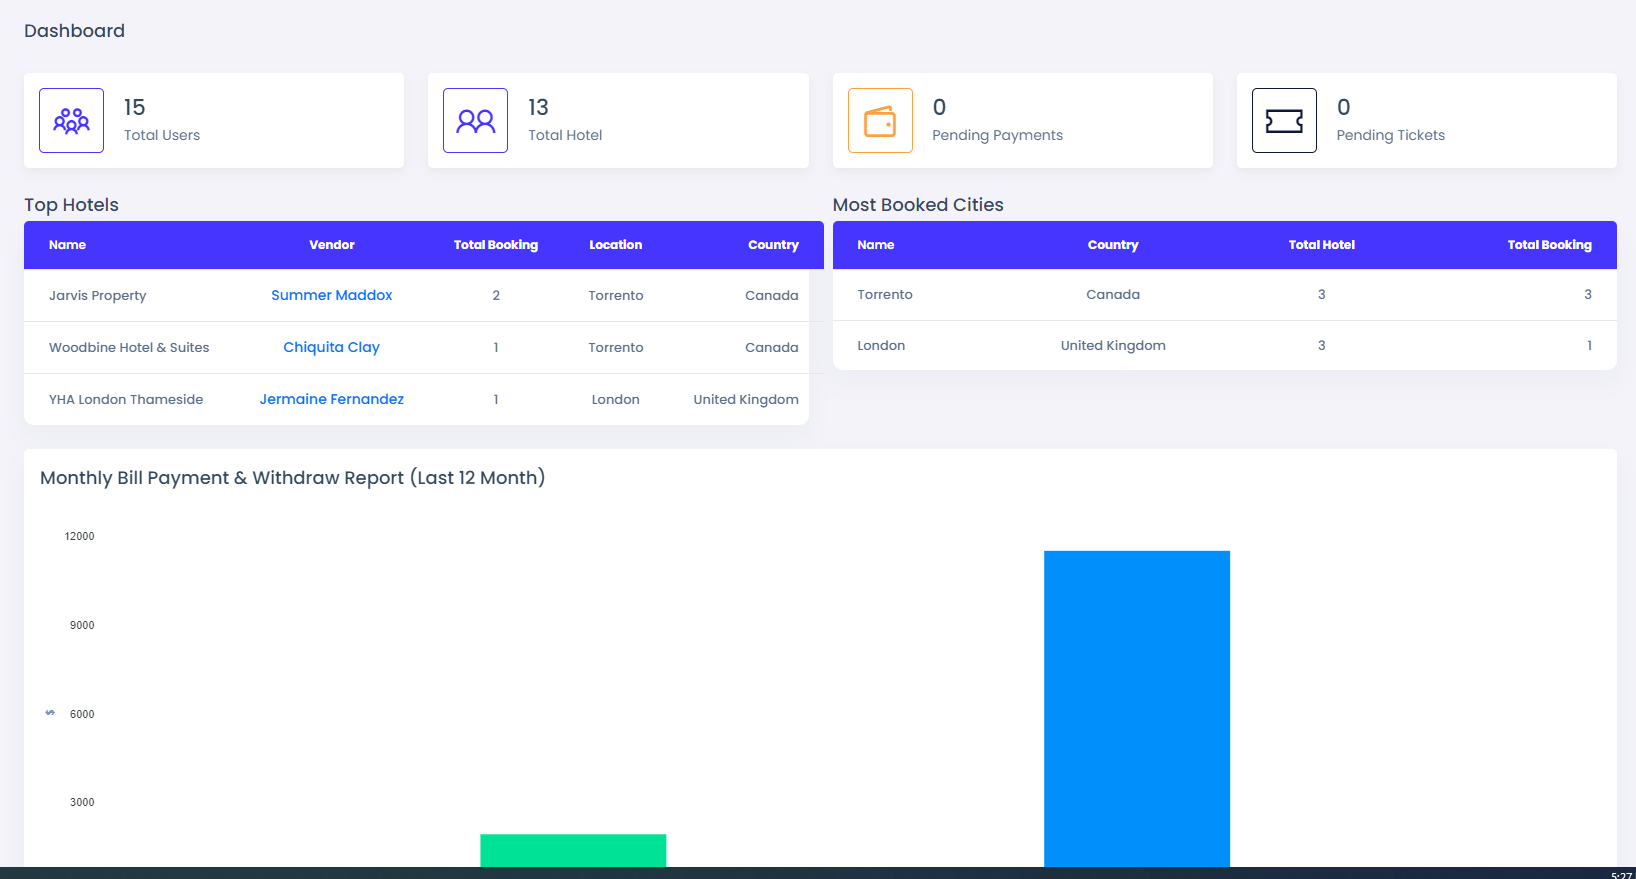 Dashboard
15
Total Users
13
Total Hotel
0
Pending Payments
0
Pending Tickets
Top Hotels
Name Vendor Total Booking Location Country
Jarvis Property Summer Maddox 2 Torrento Canada
Woodbine Hotel & Suites Chiquita Clay 1 Torrento Canada
YHA London Thameside Jermaine Fernandez 1 London United Kingdom
Most Booked Cities
Name Country Total Hotel Total Booking
Torrento Canada 3 3
London United Kingdom 3 1
Monthly Bill Payment & Withdraw Report (Last 12 Month)
12000
9000
$ 6000
3000
5:27